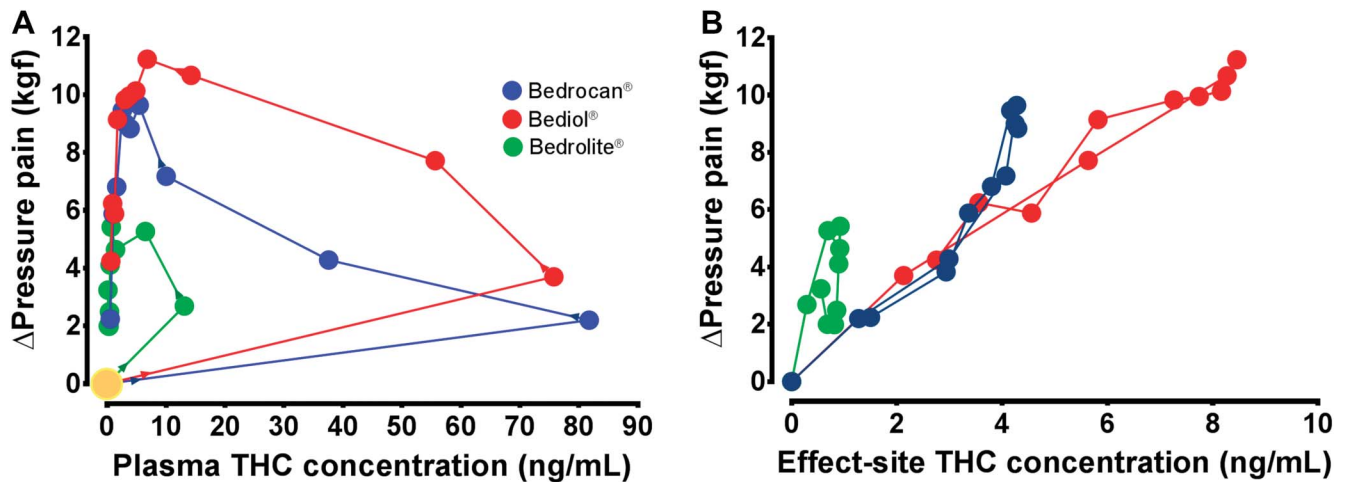 A
ΔPressure pain (kgf)
12
10
8
6
4
2
0
0 10 20 30 40 50 60 70 80 90
Plasma THC concentration (ng/mL)
Bedrocan®
Bediol®
Bedrolite®
B
ΔPressure pain (kgf)
12
10
8
6
4
2
0
0 2 4 6 8 10
Effect-site THC concentration (ng/mL)